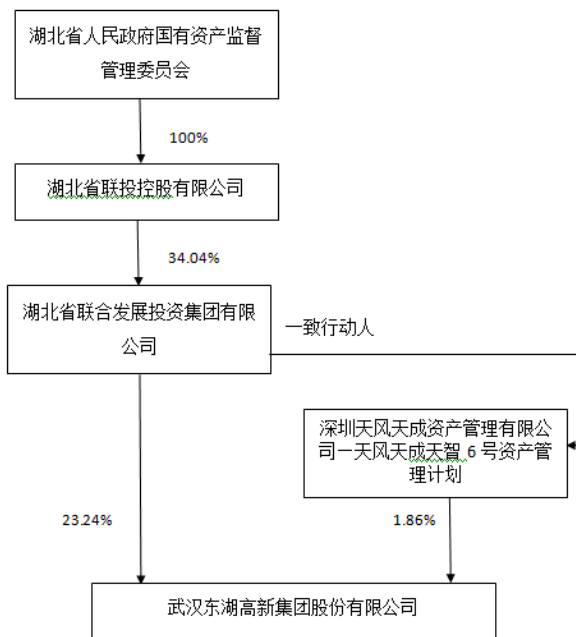 湖北省人民政府国有资产监督
管理委员会
100%
湖北省联投控股有限公司
34.04%
湖北省联合发展投资集团有限
公司
一致行动人
深圳天风天成资产管理有限公
司—天风天成天智 6 号资产管
理计划
23.24%
1.86%
武汉东湖高新集团股份有限公司